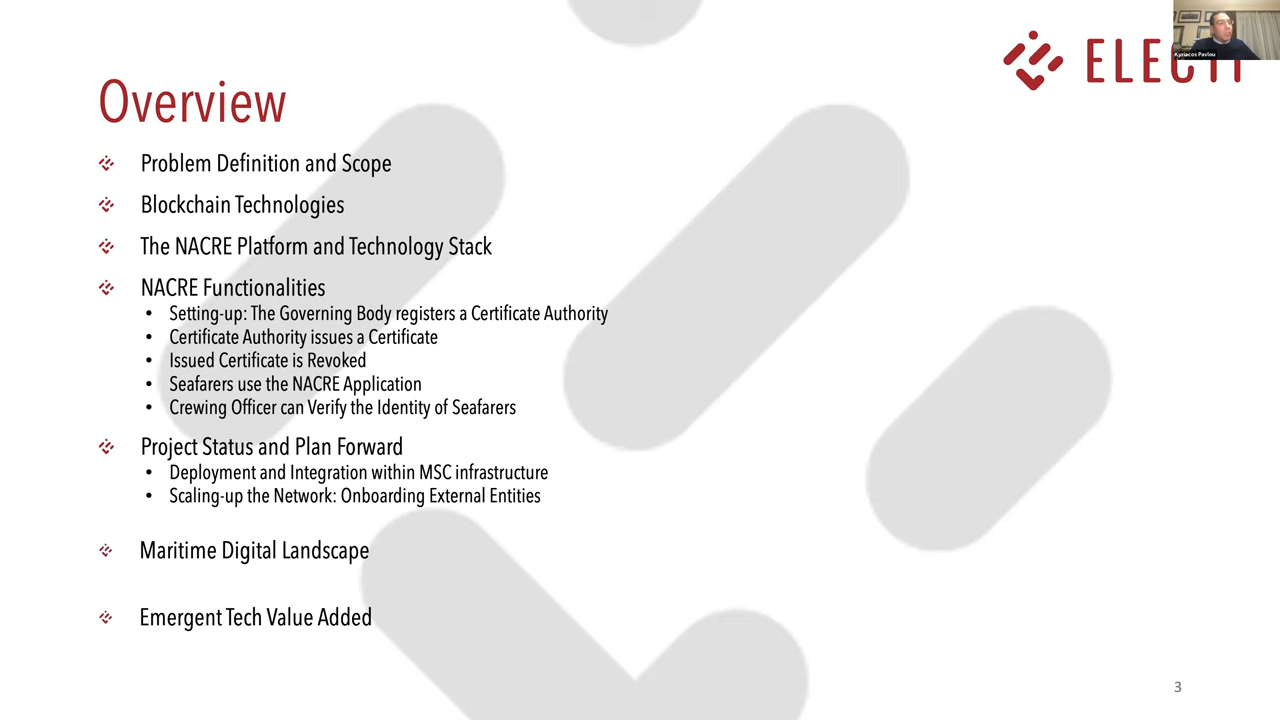 Overview
ELECTI
Kyriacos Pavlou
Problem Definition and Scope
Blockchain Technologies
The NACRE Platform and Technology Stack
NACRE Functionalities
• Setting-up: The Governing Body registers a Certificate Authority
• Certificate Authority issues a Certificate
• Issued Certificate is Revoked
• Seafarers use the NACRE Application
• Crewing Officer can Verify the Identity of Seafarers
Project Status and Plan Forward
• Deployment and Integration within MSC infrastructure
• Scaling-up the Network: Onboarding External Entities
Maritime Digital Landscape
Emergent Tech Value Added
3